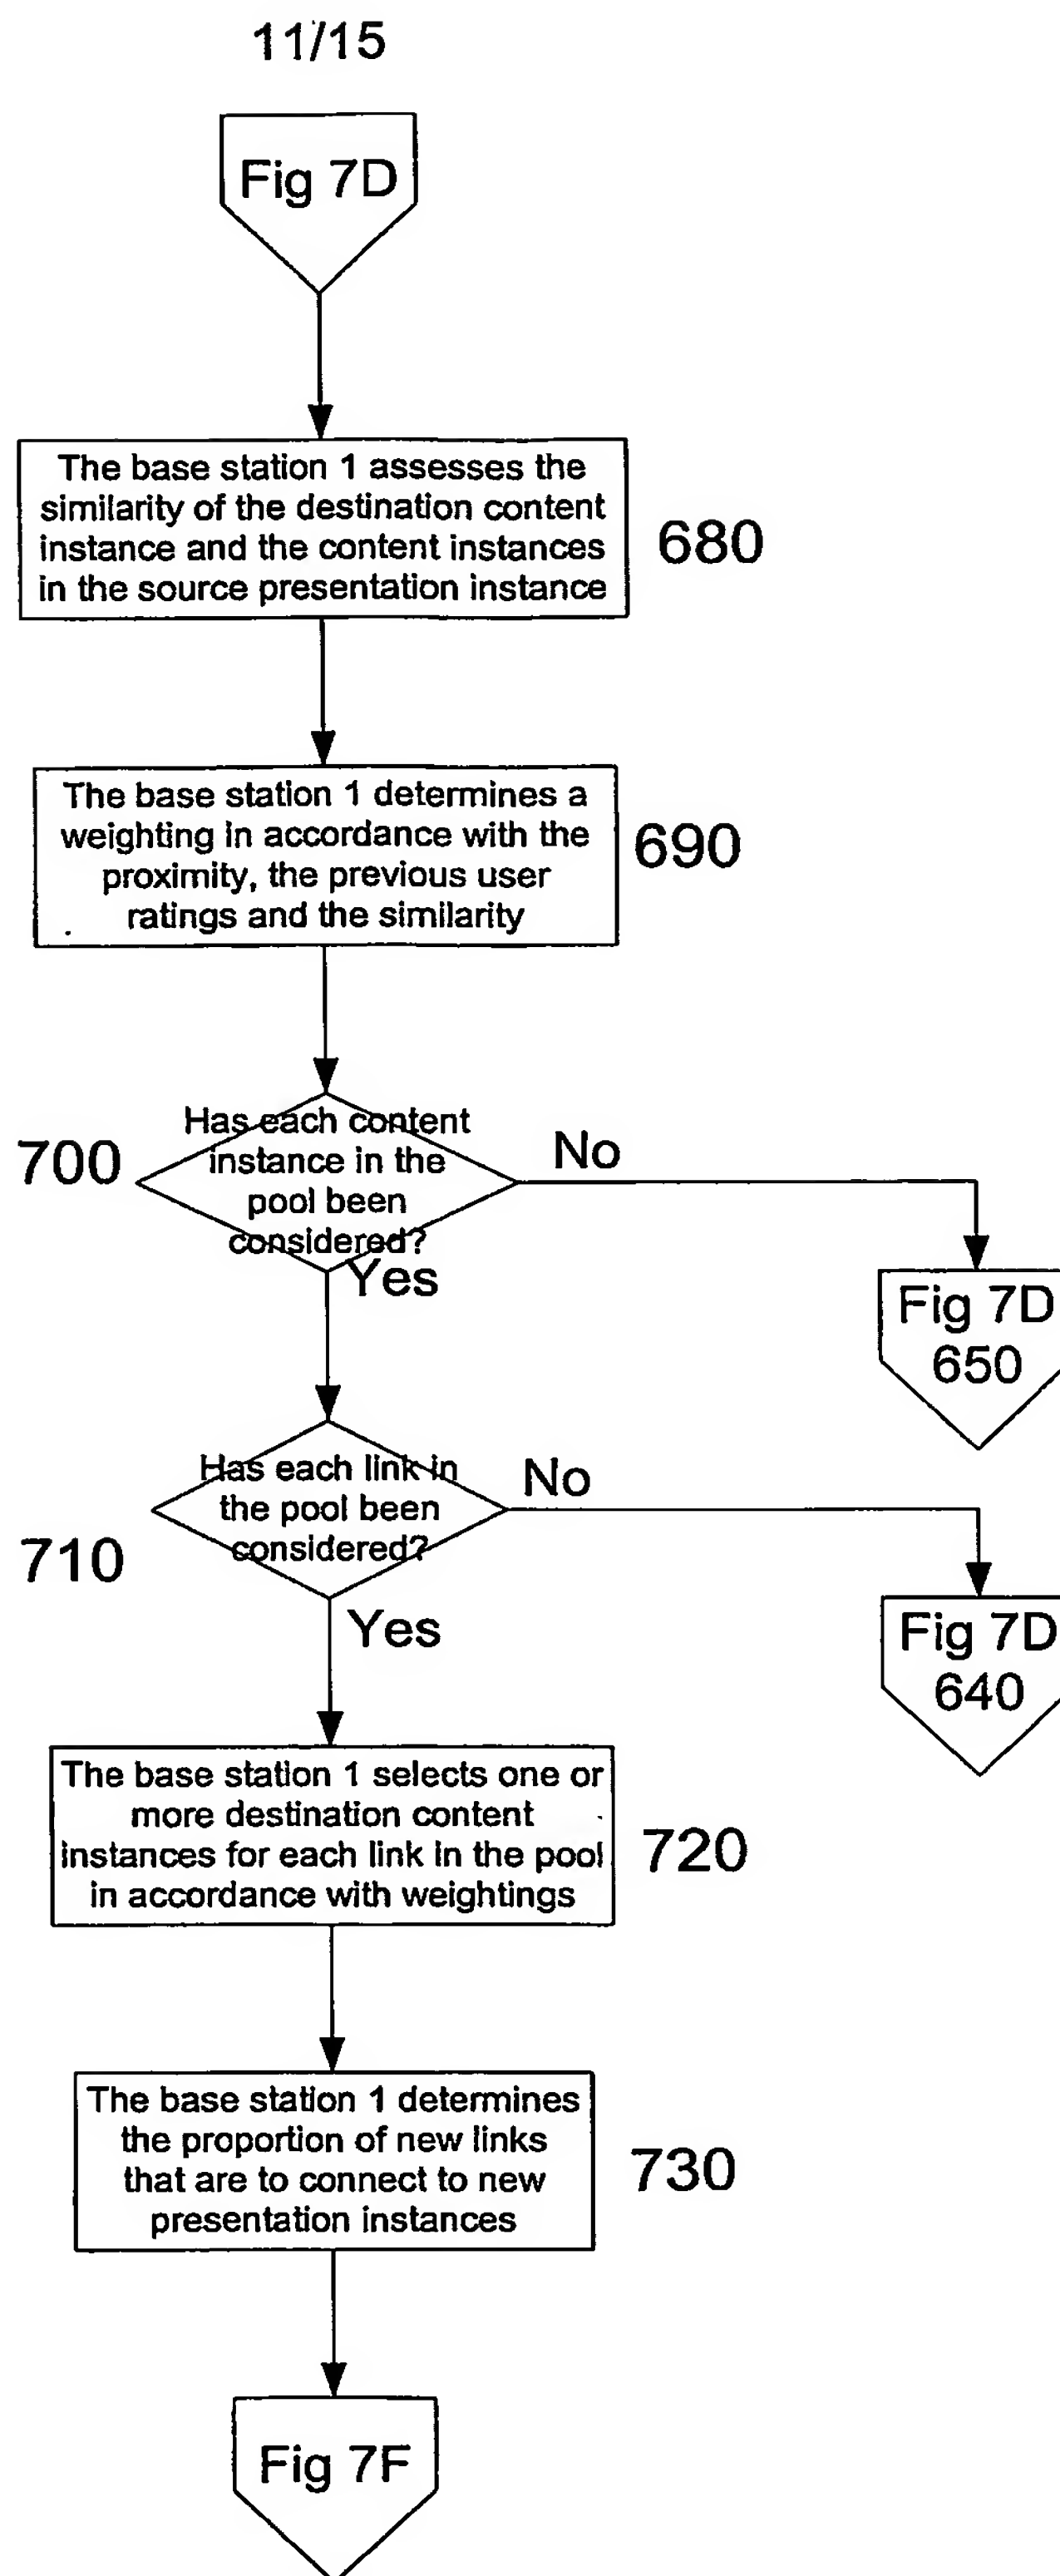 11/15
Fig 7D
The base station 1 assesses the
similarity of the destination content
instance and the content instances
in the source presentation instance
680
The base station 1 determines a
weighting in accordance with the
proximity, the previous user
ratings and the similarity
690
700
Has each content
instance in the
pool been
considered?
No
Yes
Fig 7D
650
Has each link in
the pool been
considered?
No
710
Yes
Fig 7D
640
The base station 1 selects one or
more destination content
instances for each link in the pool
in accordance with weightings
720
The base station 1 determines
the proportion of new links
that are to connect to new
presentation instances
730
Fig 7F